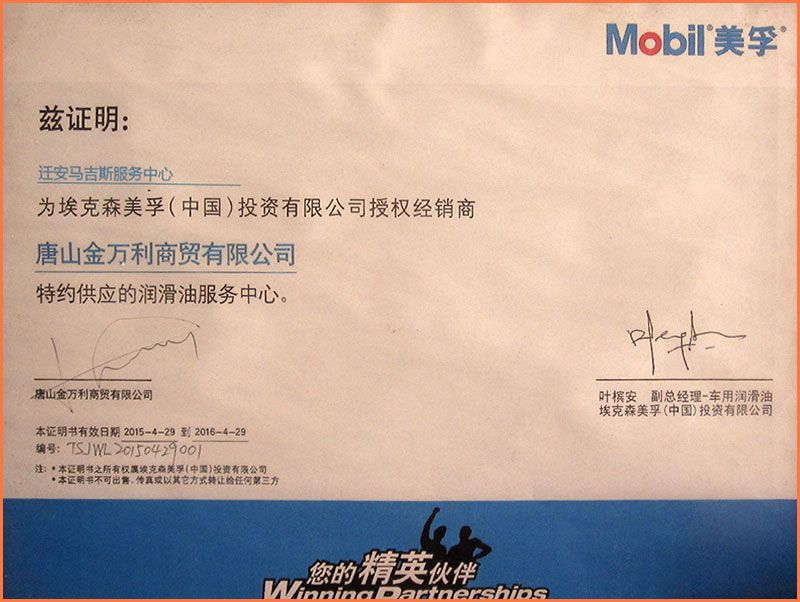 Mobil®美孚®
兹证明:
迁安马吉斯服务中心
为埃克森美孚(中国)投资有限公司授权经销商
唐山金万利商贸有限公司
特约供应的润滑油服务中心。
唐山金万利商贸有限公司
叶槟安 副总经理-车用润滑油
埃克森美孚(中国)投资有限公司
本证明书有效日期 2015-4-29 到 2016-4-29
编号: TSJWL20150429001
注: *本证明书之所有权属埃克森美孚(中国)投资有限公司
*本证明书不可出售、传真或以其它方式转让给任何第三方
您的精英伙伴
Winning Partnerships